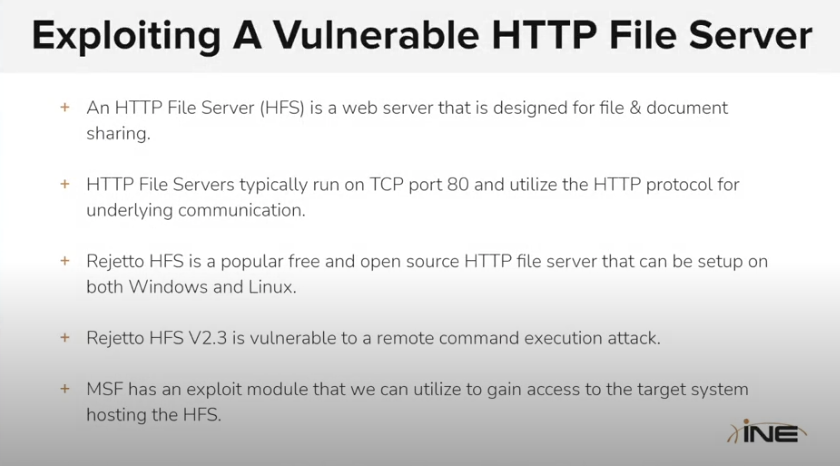 Exploiting A Vulnerable HTTP File Server
+ An HTTP File Server (HFS) is a web server that is designed for file & document
sharing.
+ HTTP File Servers typically run on TCP port 80 and utilize the HTTP protocol for
underlying communication.
+ Rejetto HFS is a popular free and open source HTTP file server that can be setup on
both Windows and Linux.
+ Rejetto HFS V2.3 is vulnerable to a remote command execution attack.
+ MSF has an exploit module that we can utilize to gain access to the target system
hosting the HFS.
INE